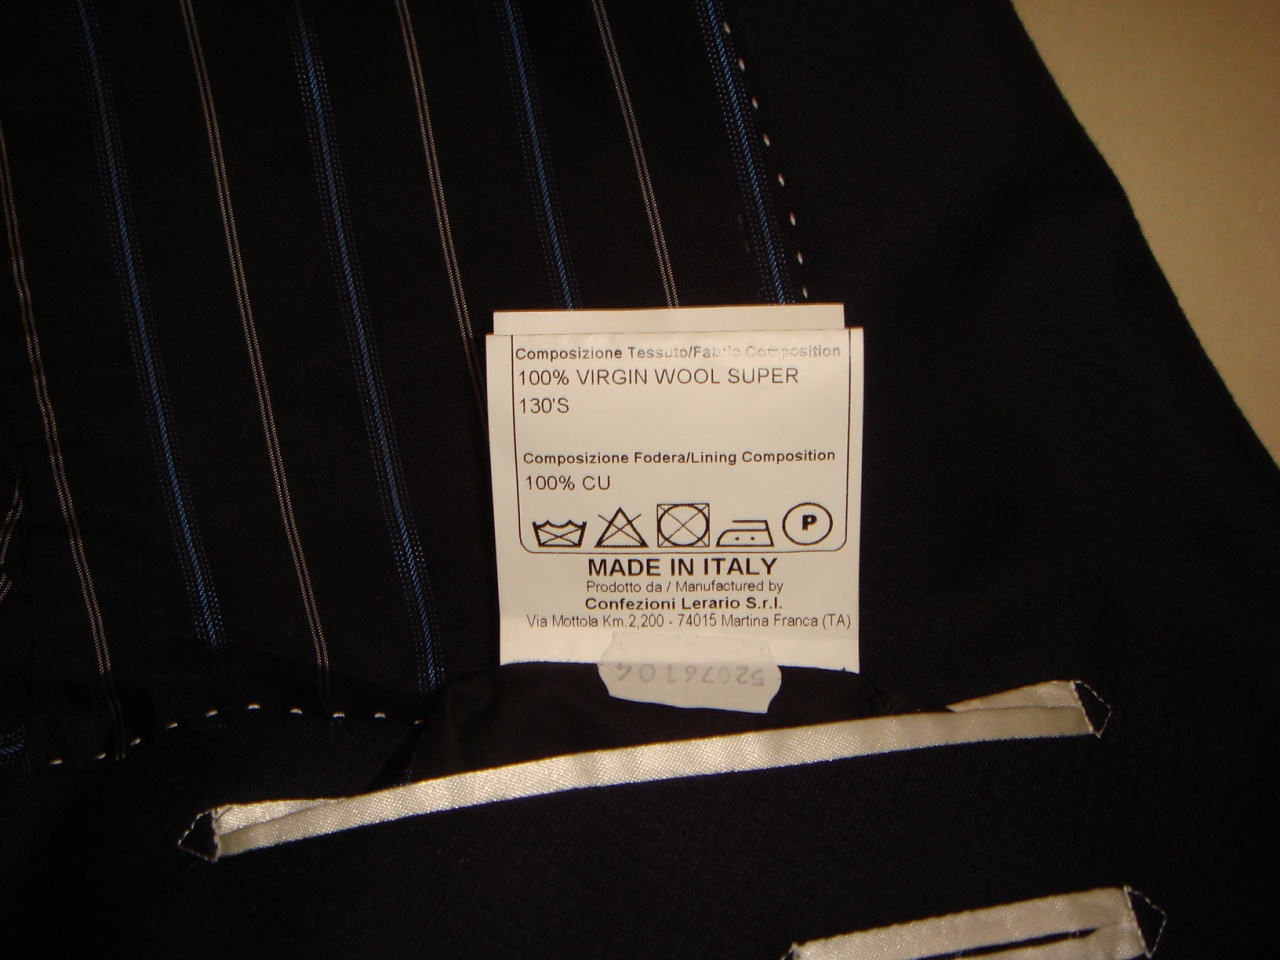 Composizione Tessuto/Fabric Composition
100% VIRGIN WOOL SUPER
130'S
Composizione Fodera/Lining Composition
100% CU
P
MADE IN ITALY
Prodotto da / Manufactured by
Confezioni Lerario S.r.l.
Via Mottola Km.2,200 - 74015 Martina Franca (TA)
52676104